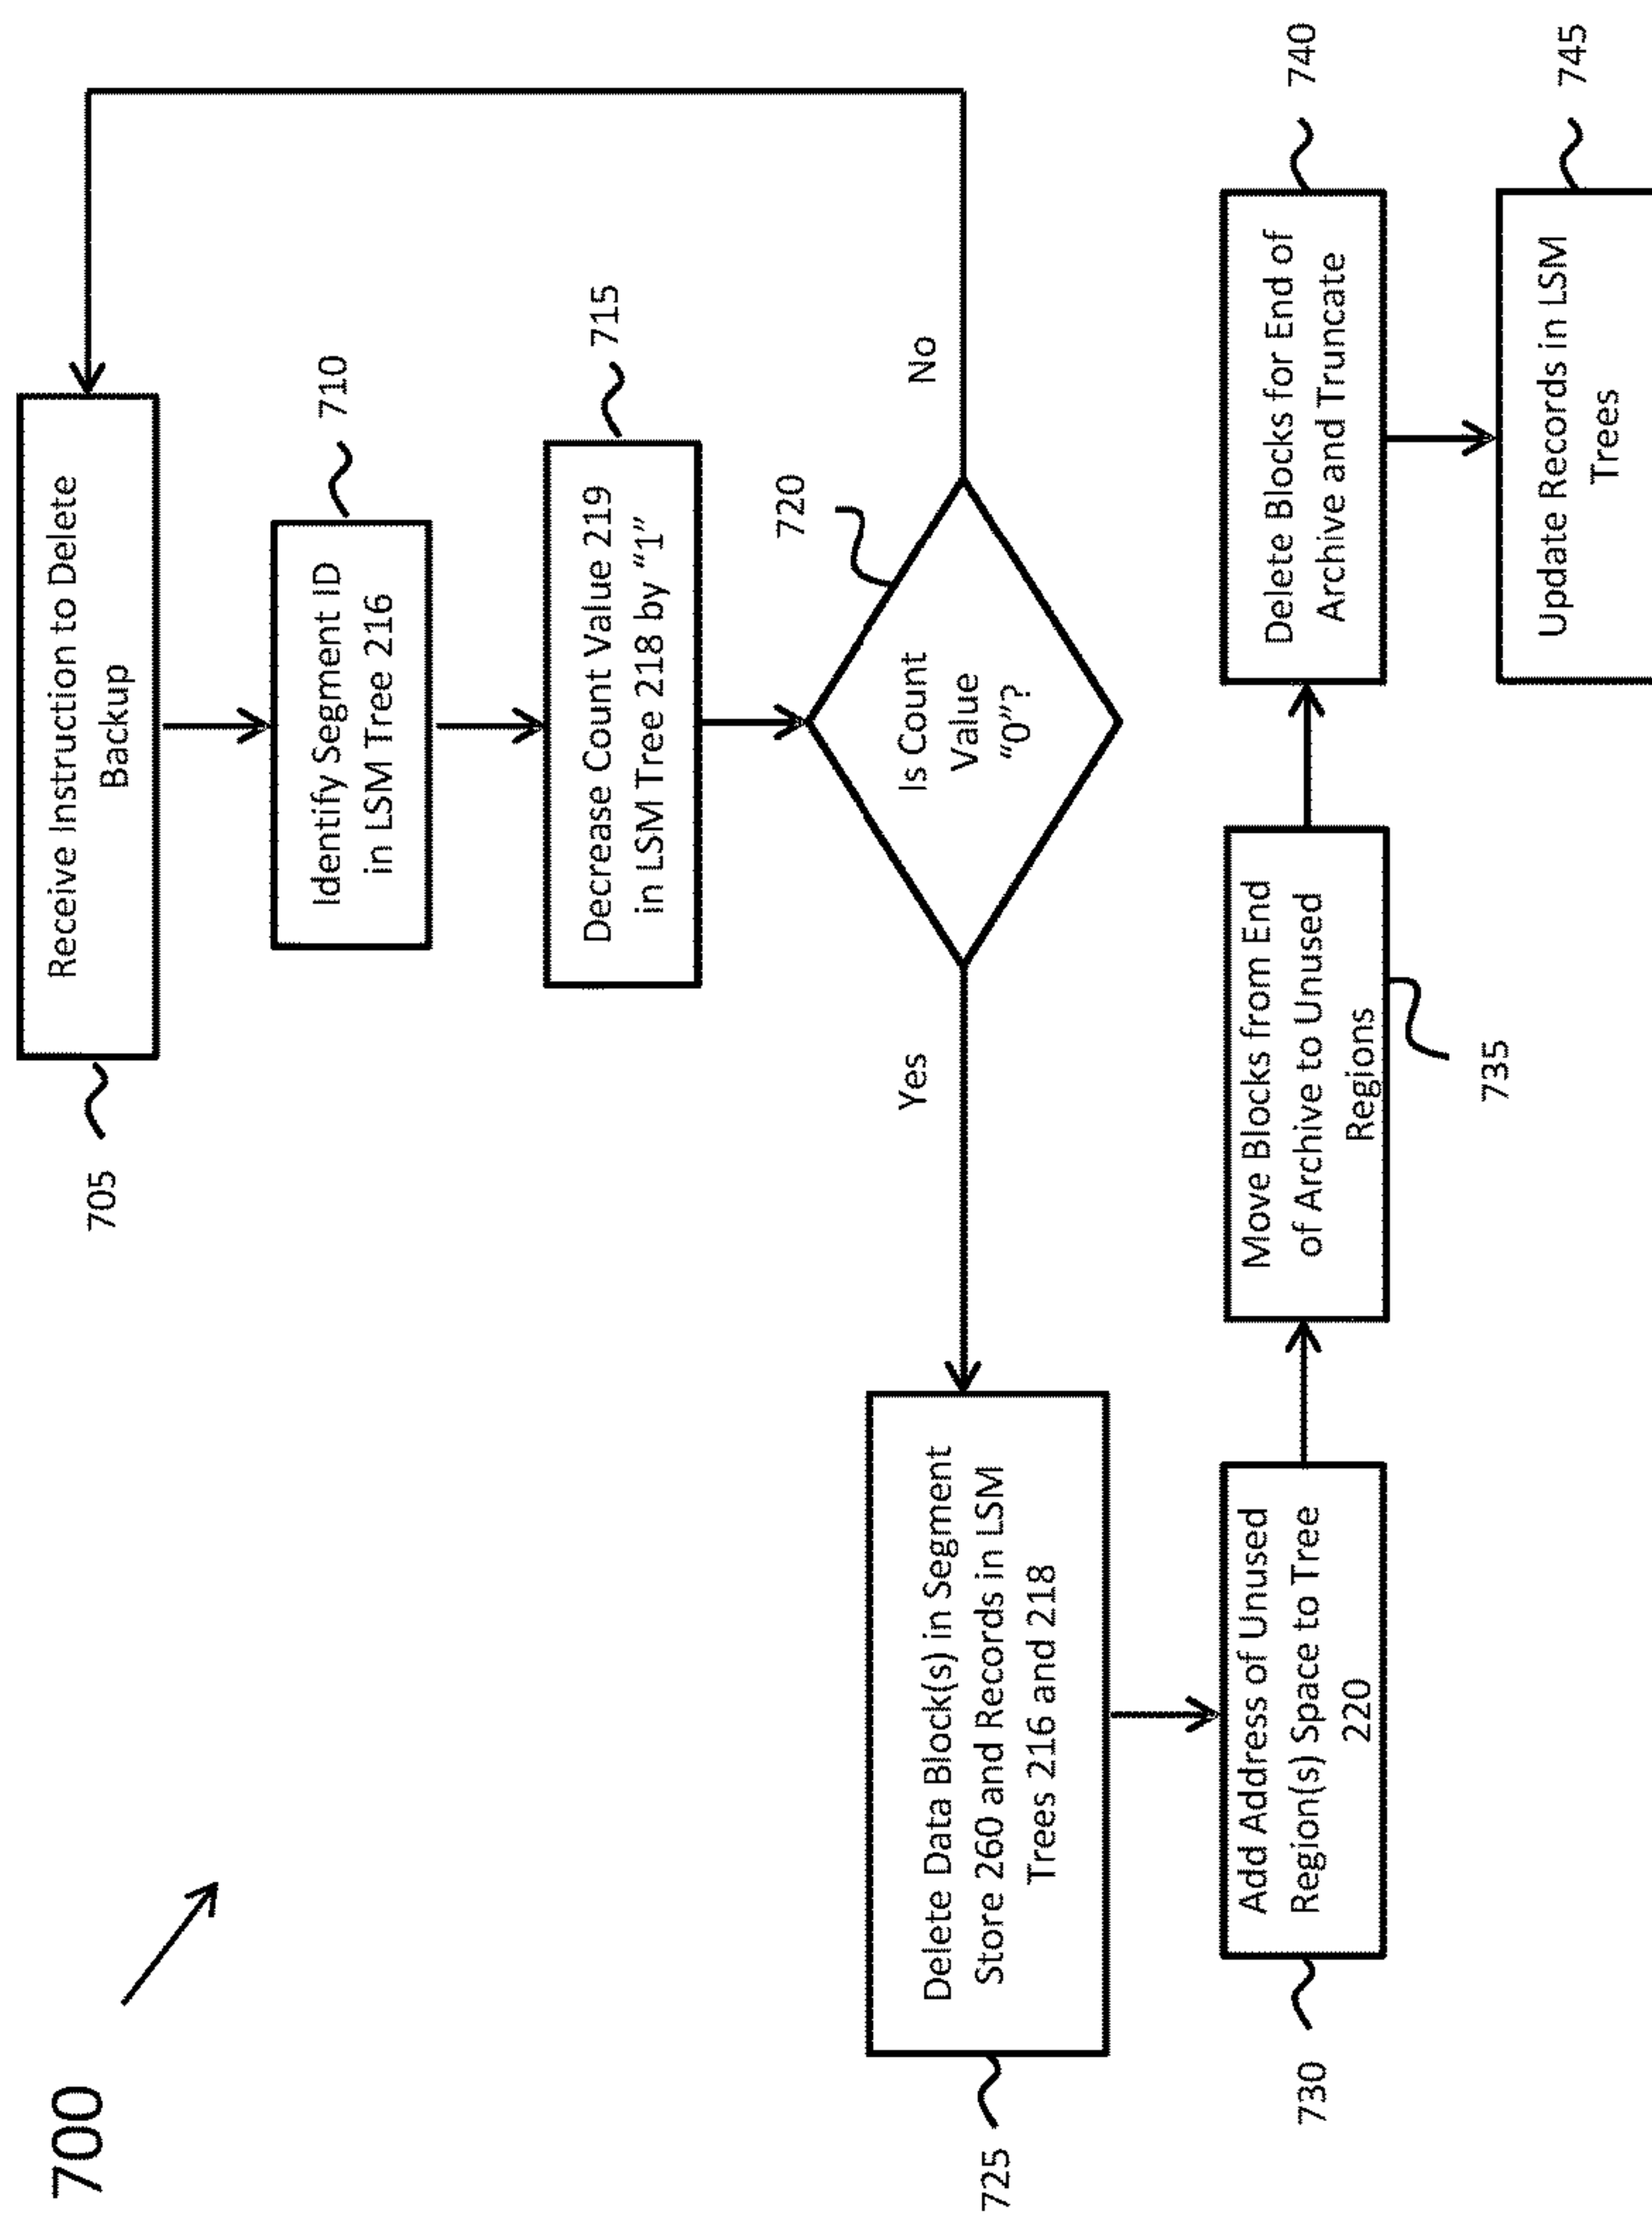 700
705
Receive Instruction to Delete
Backup
710
Identify Segment ID
in LSM Tree 216
715
Decrease Count Value 219
in LSM Tree 218 by “1”
720
Is Count
Value
“0”?
Yes
No
725
Delete Data Block(s) in Segment
Store 260 and Records in LSM
Trees 216 and 218
730
Add Address of Unused
Region(s) Space to Tree
220
Move Blocks from End
of Archive to Unused
Regions
735
Delete Blocks for End of
Archive and Truncate
740
Update Records in LSM
Trees
745